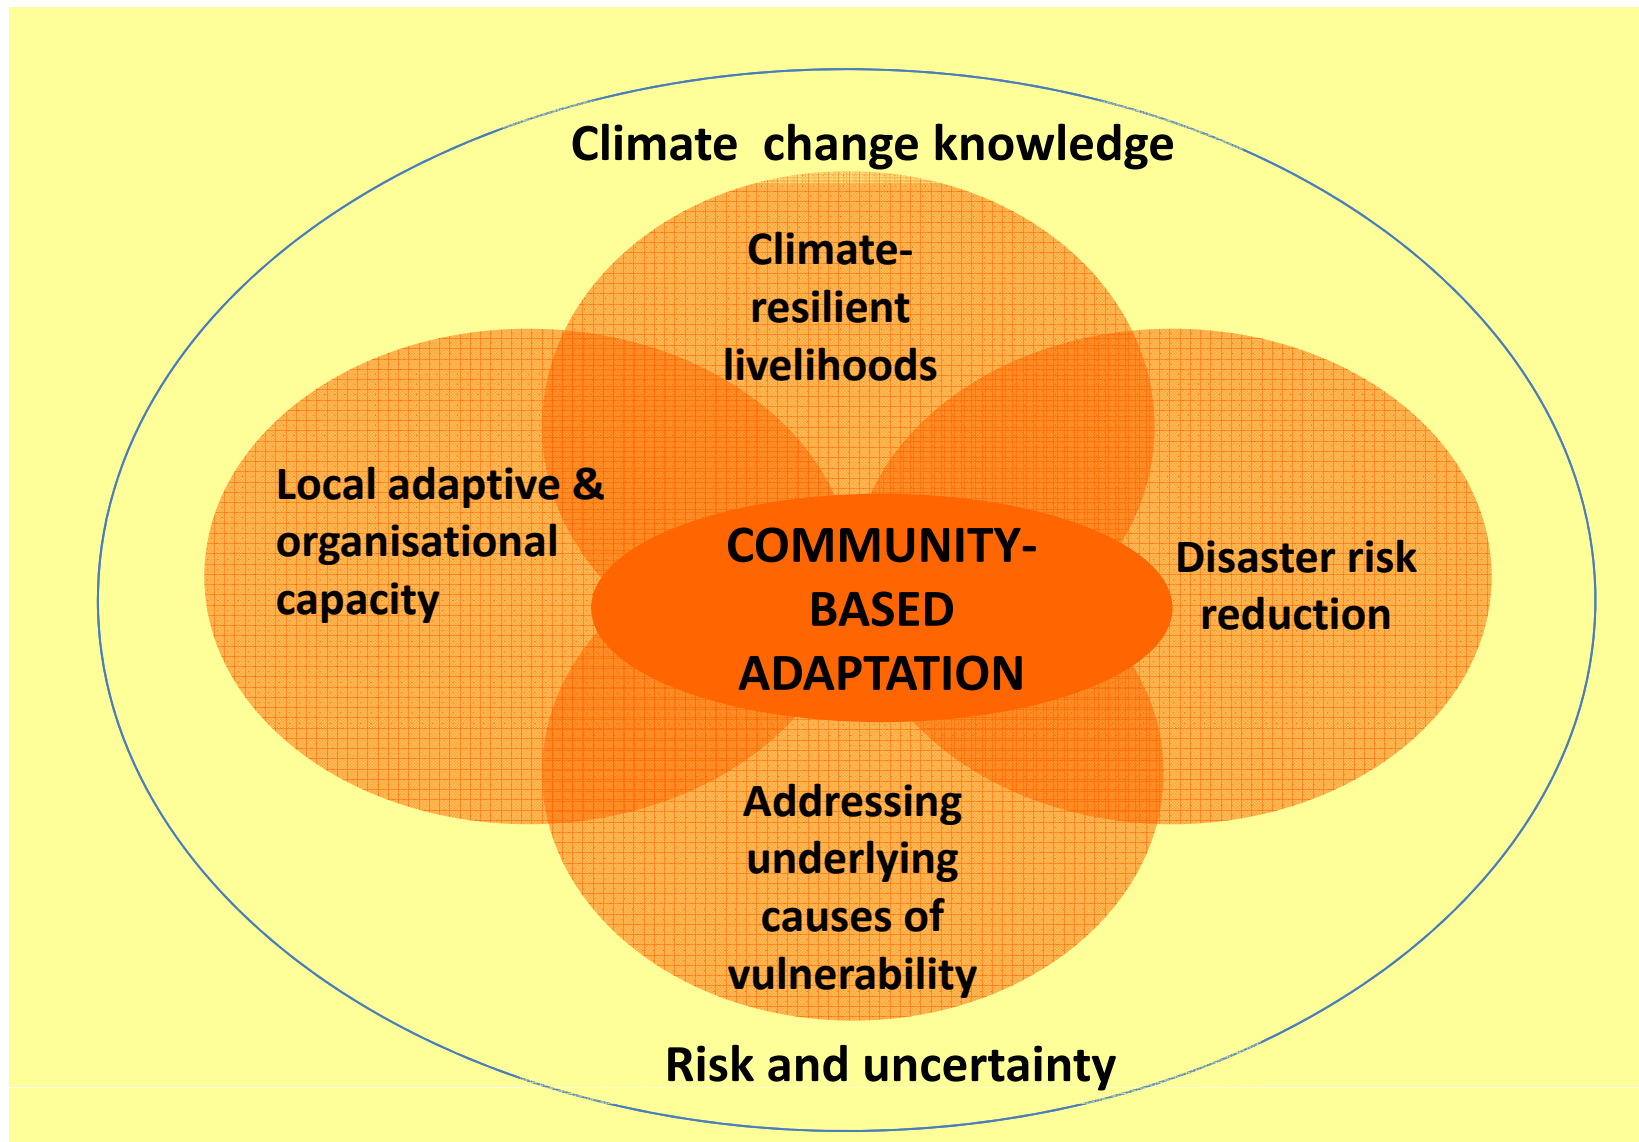 Climate  change knowledge
Climate-
resilient
livelihoods
Local adaptive &
organisational
capacity
COMMUNITY-
BASED
ADAPTATION
Disaster risk
reduction
Addressing
underlying
causes of
vulnerability
Risk and uncertainty